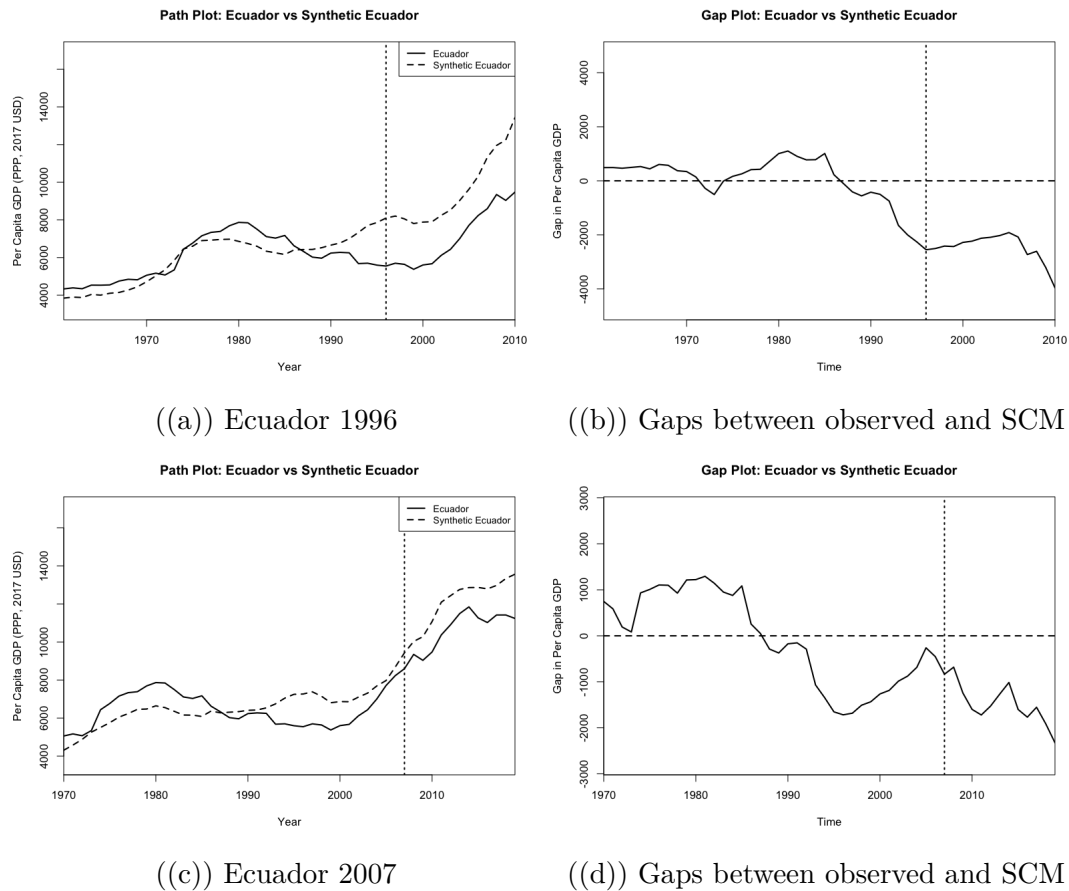 Path Plot: Ecuador vs Synthetic Ecuador
Ecuador
Synthetic Ecuador
Per Capita GDP (PPP, 2017 USD)
14000
10000
8000
6000
4000
1970 1980 1990 2000 2010
Year
((a)) Ecuador 1996
Gap Plot: Ecuador vs Synthetic Ecuador
Gap in Per Capita GDP
4000
2000
0
-2000
-4000
1970 1980 1990 2000 2010
Time
((b)) Gaps between observed and SCM
Path Plot: Ecuador vs Synthetic Ecuador
Ecuador
Synthetic Ecuador
Per Capita GDP (PPP, 2017 USD)
14000
10000
8000
6000
4000
1970 1980 1990 2000 2010
Year
((c)) Ecuador 2007
Gap Plot: Ecuador vs Synthetic Ecuador
Gap in Per Capita GDP
3000
2000
1000
0
-1000
-2000
-3000
1970 1980 1990 2000 2010
Time
((d)) Gaps between observed and SCM